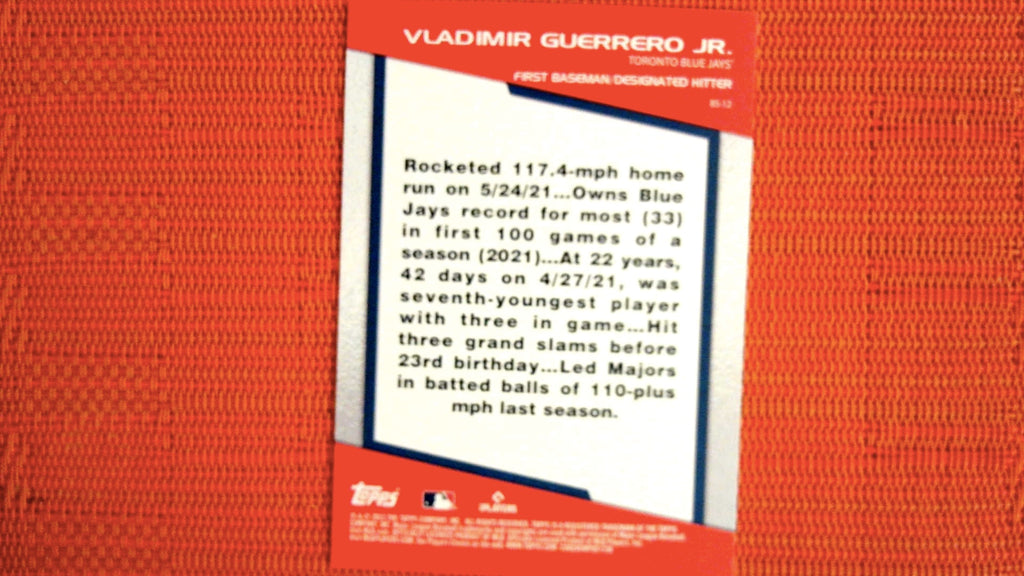 VLADIMIR GUERRERO JR.
TORONTO BLUE JAYS®
FIRST BASEMAN/DESIGNATED HITTER
BS-12
Rocketed 117.4-mph home
run on 5/24/21...Owns Blue
Jays record for most (33)
in first 100 games of a
season (2021)...At 22 years,
42 days on 4/27/21, was
seventh-youngest player
with three in game...Hit
three grand slams before
23rd birthday...Led Majors
in batted balls of 110-plus
mph last season.
Topps
PLAYERS